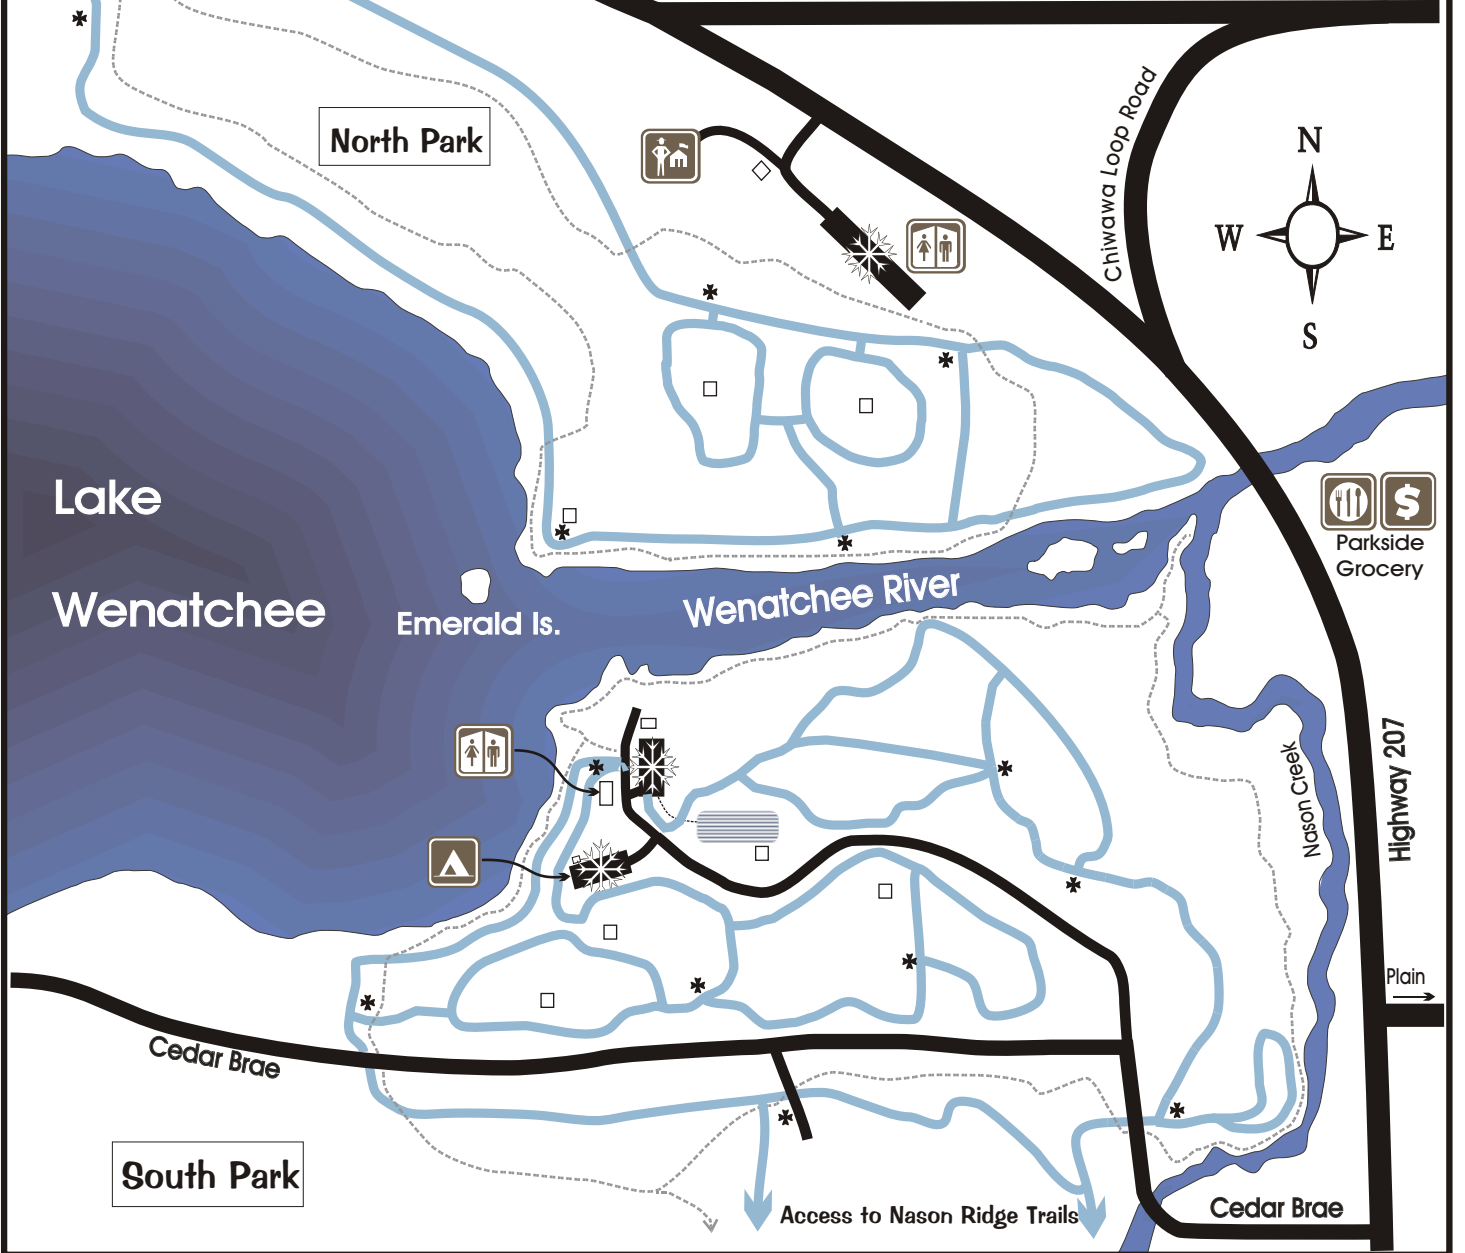 North Park
Chiwawa Loop Road
N
W
E
S
Lake
Wenatchee
Emerald Is.
Wenatchee River
$
Parkside
Grocery
Nason Creek
Highway 207
Plain
Cedar Brae
South Park
Access to Nason Ridge Trails
Cedar Brae